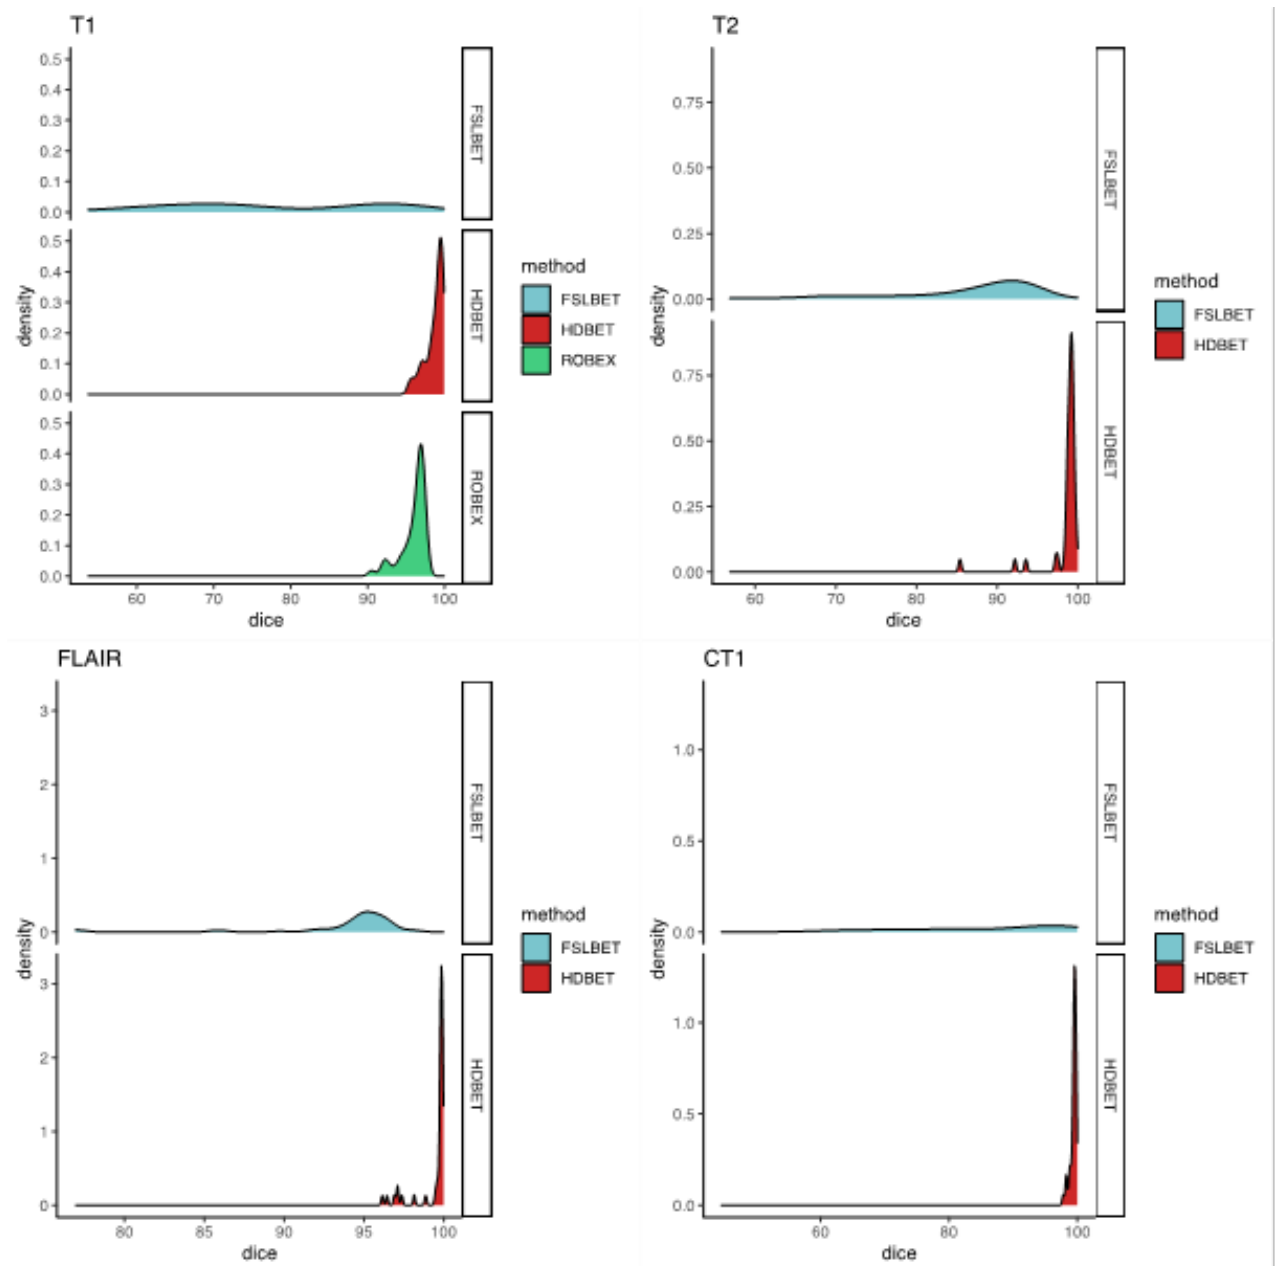 T1
density
0.5
0.4
0.3
0.2
0.1
0.0
FSLBET
0.5
0.4
0.3
0.2
0.1
0.0
HDBET
0.5
0.4
0.3
0.2
0.1
0.0
ROBEX
60 70 80 90 100
dice
method
FSLBET
HDBET
ROBEX
T2
density
0.75
0.50
0.25
0.00
FSLBET
0.75
0.50
0.25
0.00
HDBET
60 70 80 90 100
dice
method
FSLBET
HDBET
FLAIR
density
3
2
1
0
FSLBET
3
2
1
0
HDBET
80 85 90 95 100
dice
method
FSLBET
HDBET
CT1
density
1.0
0.5
0.0
FSLBET
1.0
0.5
0.0
HDBET
60 80 100
dice
method
FSLBET
HDBET